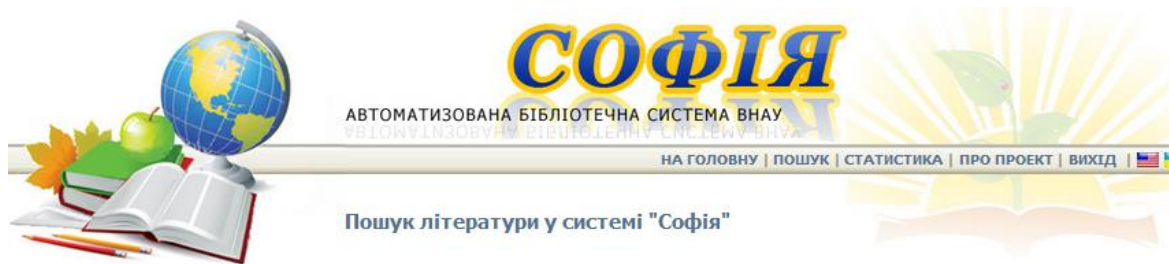 СОФІЯ
АВТОМАТИЗОВАНА БІБЛІОТЕЧНА СИСТЕМА ВНАУ
НА ГОЛОВНУ | ПОШУК | СТАТИСТИКА | ПРО ПРОЕКТ | ВИХІД |
Пошук літератури у системі "Софія"